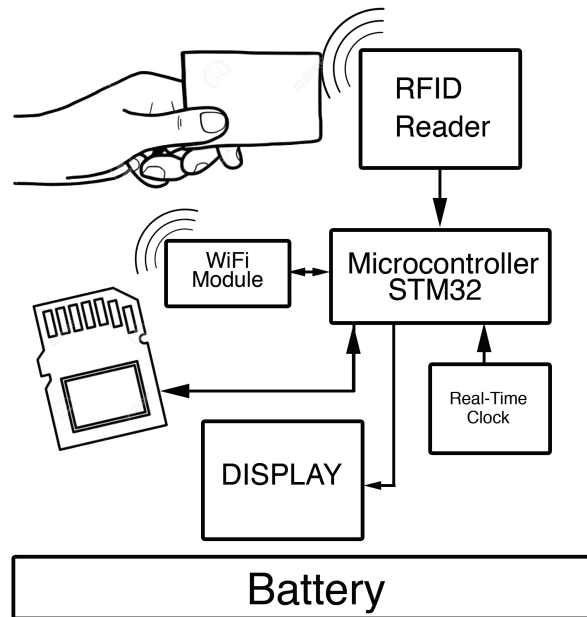 RFID
Reader
WiFi
Module
Microcontroller
STM32
Real-Time
Clock
DISPLAY
Battery